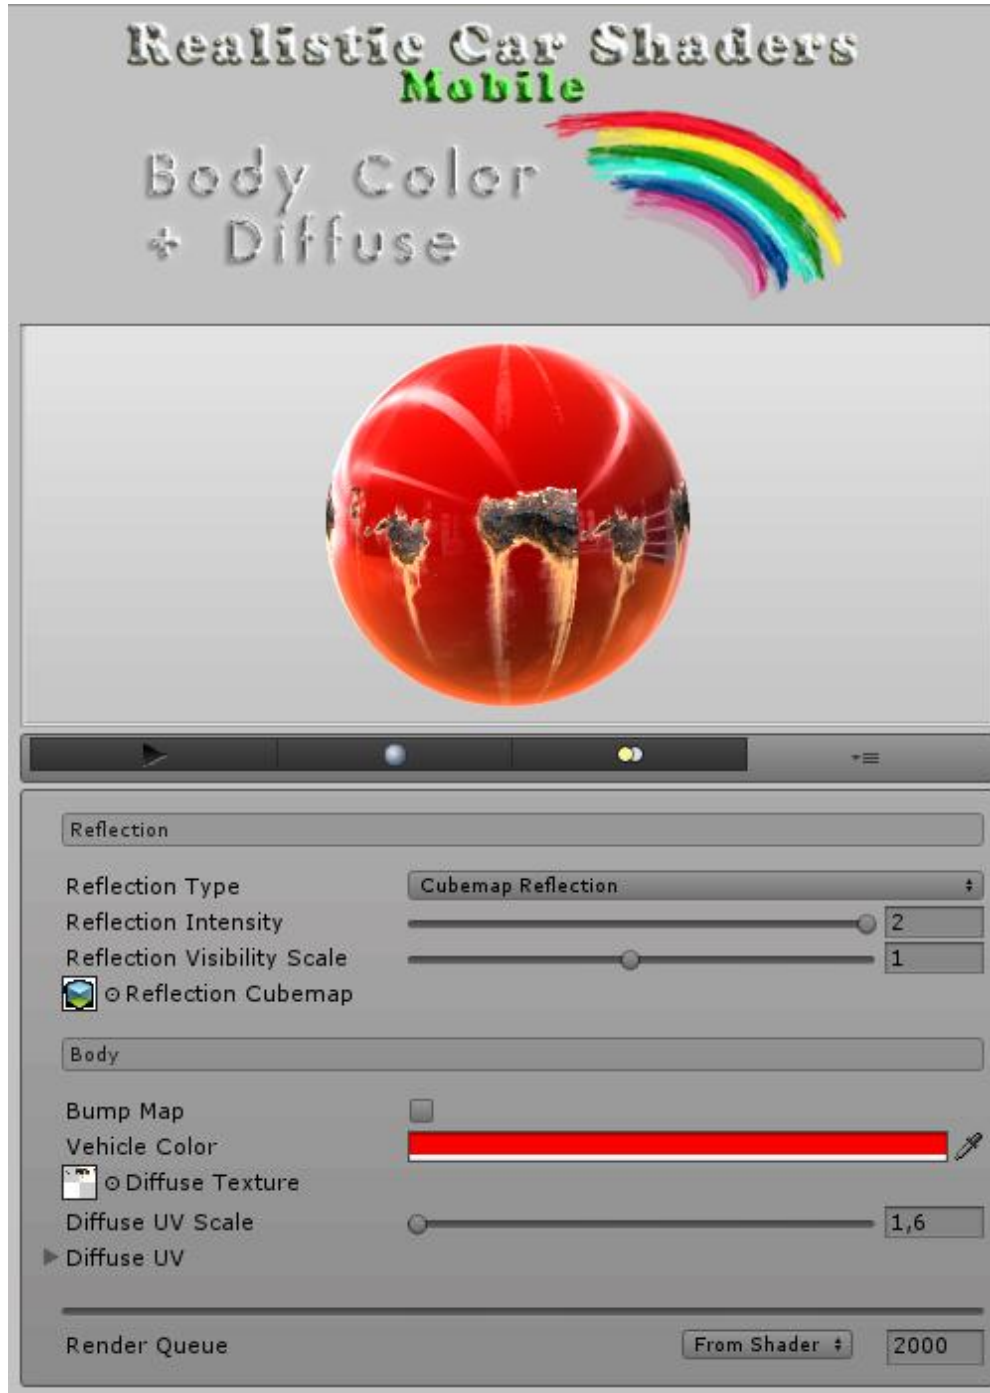 Realistic Car Shaders
Mobile
Body Color
+ Diffuse
Reflection
Reflection Type Cubemap Reflection
Reflection Intensity 2
Reflection Visibility Scale 1
Reflection Cubemap
Body
Bump Map
Vehicle Color
Diffuse Texture
Diffuse UV Scale 1,6
Diffuse UV
Render Queue From Shader 2000